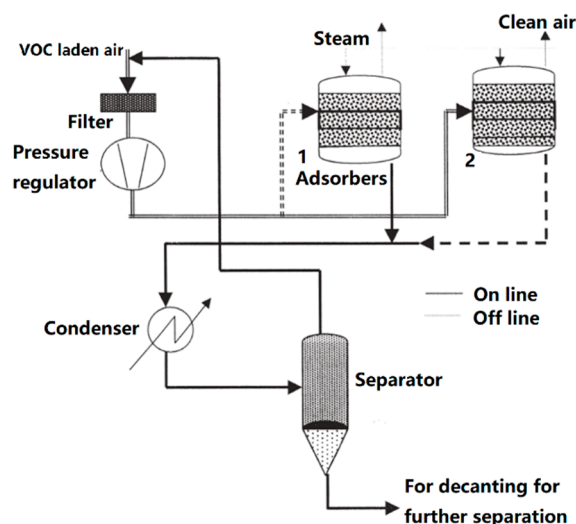 Clean air
Steam
VOC laden air
Filter
Pressure
regulator
1
2
Adsorbers
On line
Off line
Condenser
Separator
For decanting for
further separation